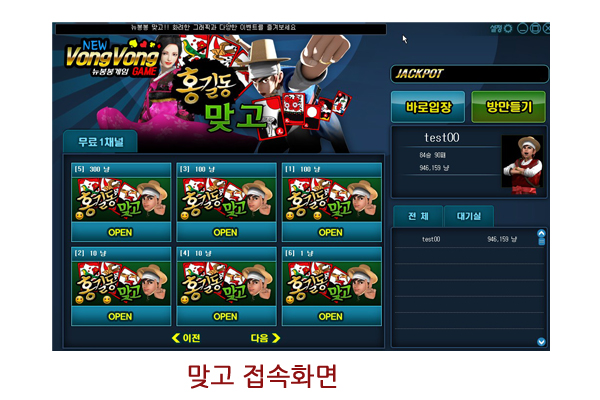 뉴봉봉 맞고!! 화려한 그래픽과 다양한 이벤트를 즐겨보세요
설정
NEW
VongVong
뉴봉봉게임 GAME
홍길동
맞고
JACKPOT
바로입장
방만들기
무료1채널
test00
84승 90패
946,159 냥
[5] 300 냥
[3] 100 냥
[1] 100 냥
홍길동 맞고
홍길동 맞고
홍길동 맞고
OPEN
OPEN
OPEN
[2] 10 냥
[4] 10 냥
[6] 1 냥
홍길동 맞고
홍길동 맞고
홍길동 맞고
OPEN
OPEN
OPEN
이전
다음
전 체
대기실
test00 946,159 냥
맞고 접속화면